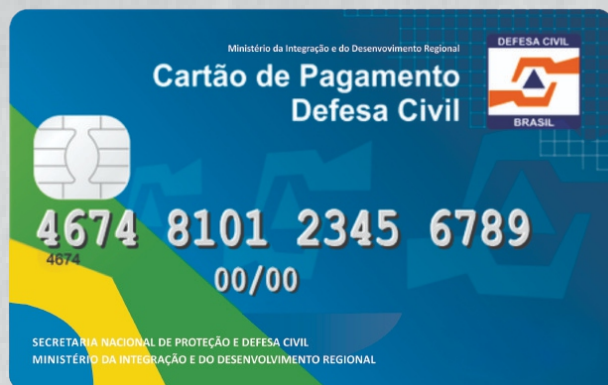 Ministério da Integração e do Desenvovimento Regional
Cartão de Pagamento
Defesa Civil
DEFESA CIVIL
BRASIL
4674 8101 2345 6789
4674
00/00
SECRETARIA NACIONAL DE PROTEÇÃO E DEFESA CIVIL
MINISTÉRIO DA INTEGRAÇÃO E DO DESENVOLVIMENTO REGIONAL